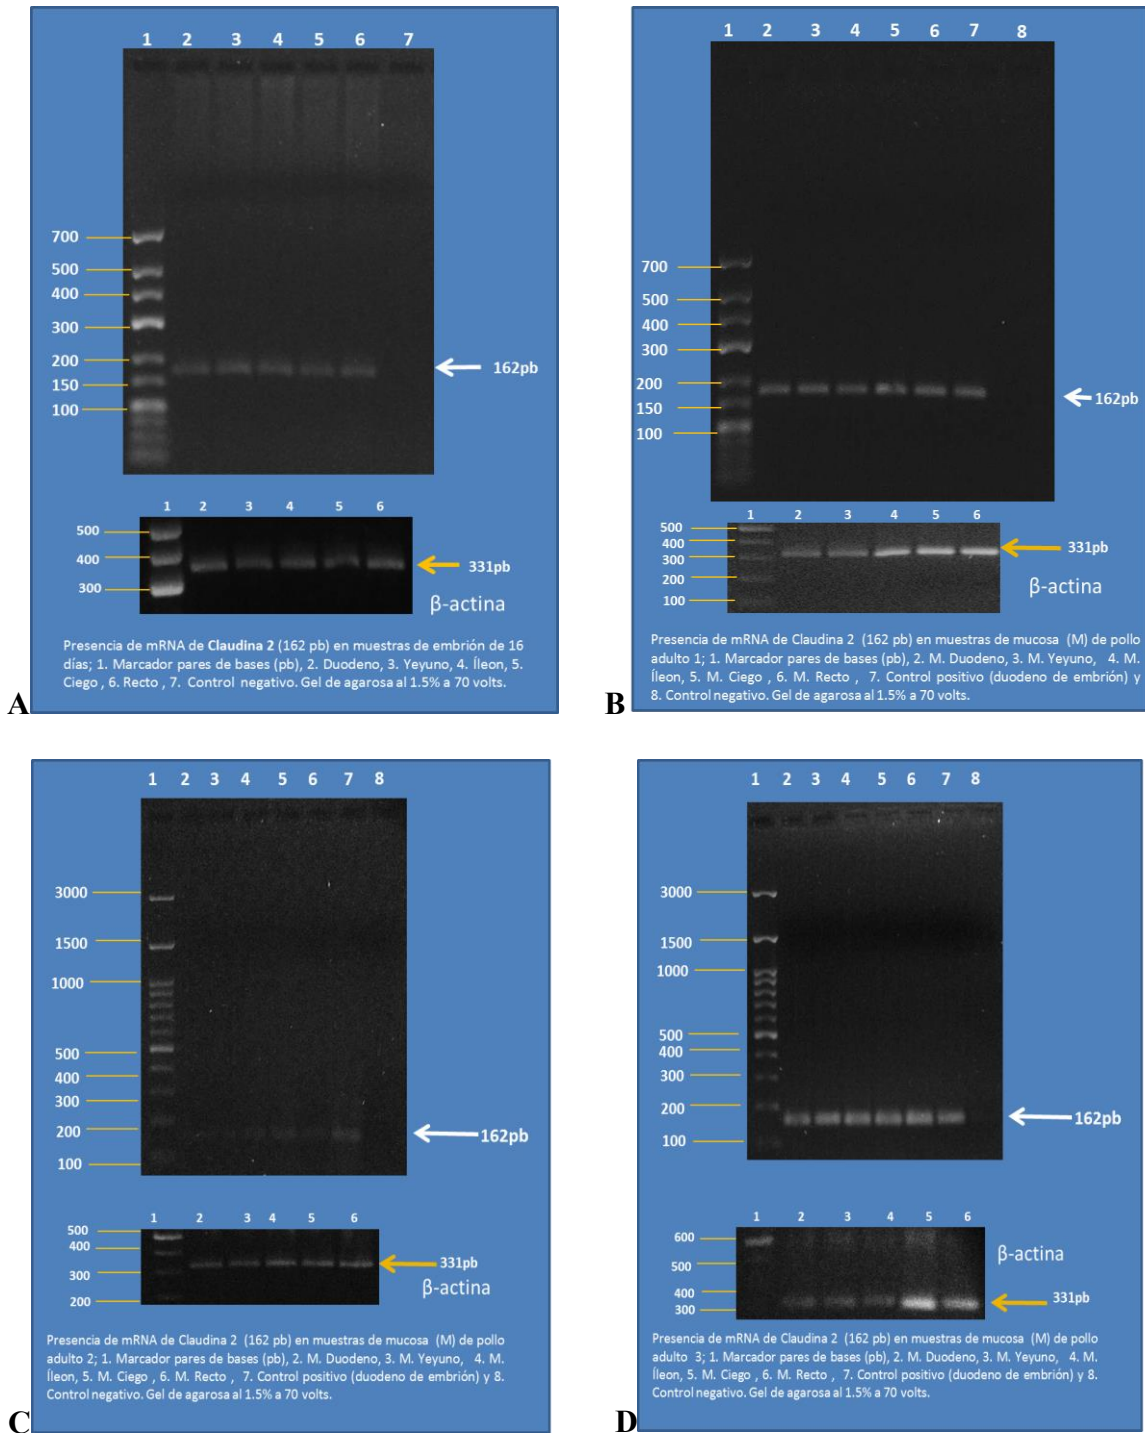 1 2 3 4 5 6 7
700
500
400
300
200
150
100
162pb
1 2 3 4 5 6
500
400
300
331pb
β-actina
Presencia de mRNA de Claudina 2 (162 pb) en muestras de embrión de 16
días; 1. Marcador pares de bases (pb), 2. Duodeno, 3. Yeyuno, 4. Íleon, 5.
Ciego , 6. Recto , 7. Control negativo. Gel de agarosa al 1.5% a 70 volts.
A
1 2 3 4 5 6 7 8
700
500
400
300
200
150
100
162pb
1 2 3 4 5 6
500
400
300
200
100
331pb
β-actina
Presencia de mRNA de Claudina 2 (162 pb) en muestras de mucosa (M) de pollo
adulto 1; 1. Marcador pares de bases (pb), 2. M. Duodeno, 3. M. Yeyuno, 4. M.
Íleon, 5. M. Ciego , 6. M. Recto , 7. Control positivo (duodeno de embrión) y
8. Control negativo. Gel de agarosa al 1.5% a 70 volts.
B
1 2 3 4 5 6 7 8
3000
1500
1000
500
400
300
200
100
162pb
1 2 3 4 5 6
500
400
300
200
331pb
β-actina
Presencia de mRNA de Claudina 2 (162 pb) en muestras de mucosa (M) de pollo
adulto 2; 1. Marcador pares de bases (pb), 2. M. Duodeno, 3. M. Yeyuno, 4. M.
Íleon, 5. M. Ciego , 6. M. Recto , 7. Control positivo (duodeno de embrión) y 8.
Control negativo. Gel de agarosa al 1.5% a 70 volts.
C
1 2 3 4 5 6 7 8
3000
1500
1000
500
400
300
200
100
162pb
1 2 3 4 5 6
600
500
400
300
β-actina
331pb
Presencia de mRNA de Claudina 2 (162 pb) en muestras de mucosa (M) de pollo
adulto 3; 1. Marcador pares de bases (pb), 2. M. Duodeno, 3. M. Yeyuno, 4. M.
Íleon, 5. M. Ciego , 6. M. Recto , 7. Control positivo (duodeno de embrión) y 8.
Control negativo. Gel de agarosa al 1.5% a 70 volts.
D